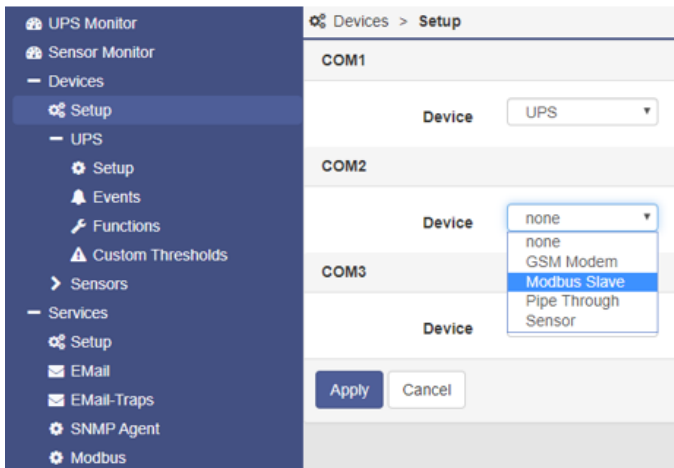 UPS Monitor
Sensor Monitor
Devices
Setup
UPS
Setup
Events
Functions
Custom Thresholds
Sensors
Services
Setup
EMail
EMail-Traps
SNMP Agent
Modbus
Devices > Setup
COM1
Device UPS
COM2
Device none
none
GSM Modem
Modbus Slave
Pipe Through
Sensor
COM3
Device
Apply Cancel